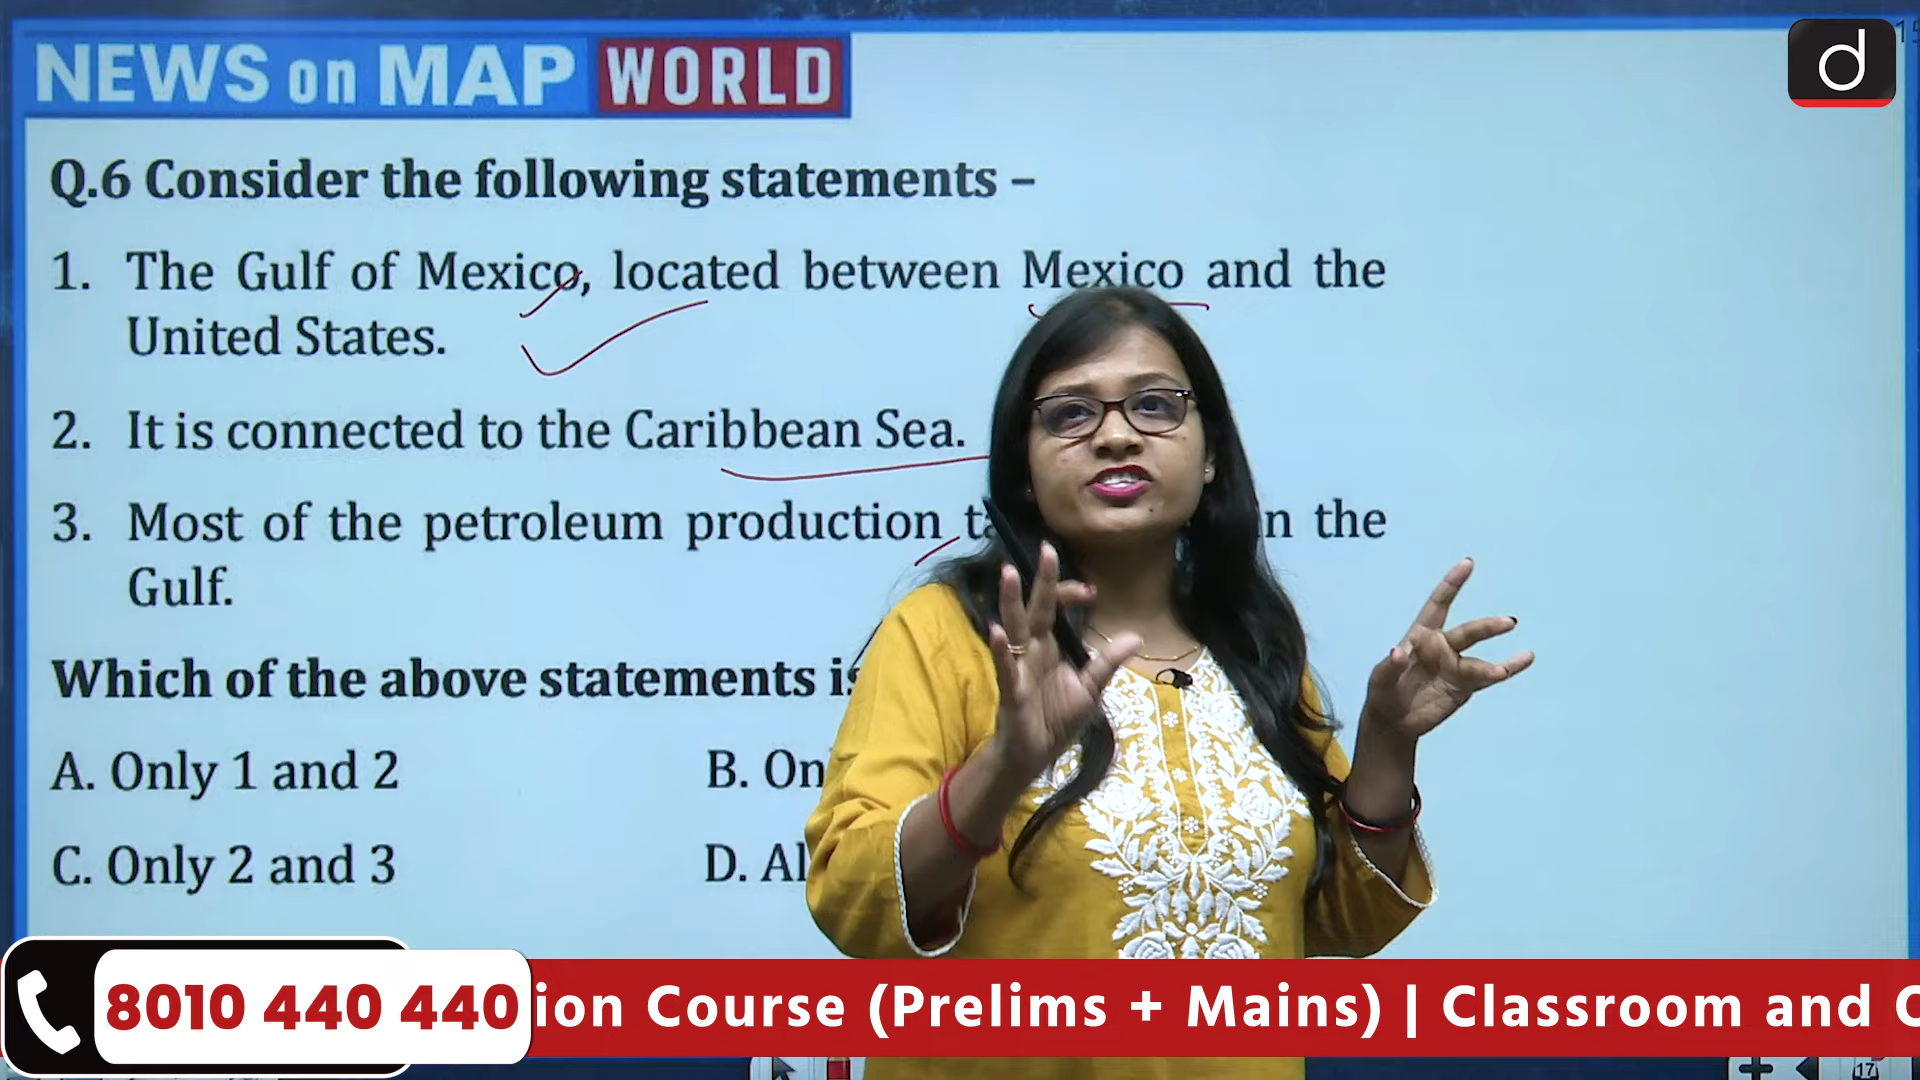 NEWS on MAP WORLD
d
Q.6 Consider the following statements –
1. The Gulf of Mexico, located between Mexico and the
United States.
2. It is connected to the Caribbean Sea.
3. Most of the petroleum production the
Gulf.
Which of the above statements
A. Only 1 and 2
B.
C. Only 2 and 3
D.
8010 440 440
Course (Prelims + Mains) | Classroom and
17